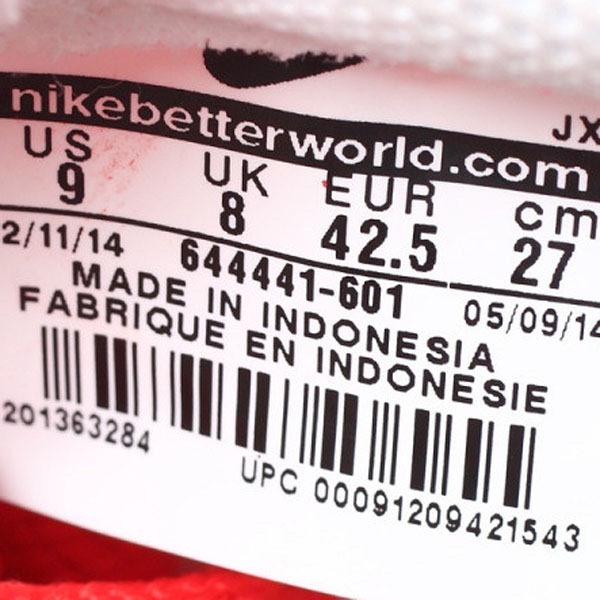 nikebetterworld.com
JX
US UK EUR cm
9 8 42.5 27
2/11/14 644441-601 05/09/14
MADE IN INDONESIA
FABRIQUE EN INDONESIE
201363284
UPC 00091209421543